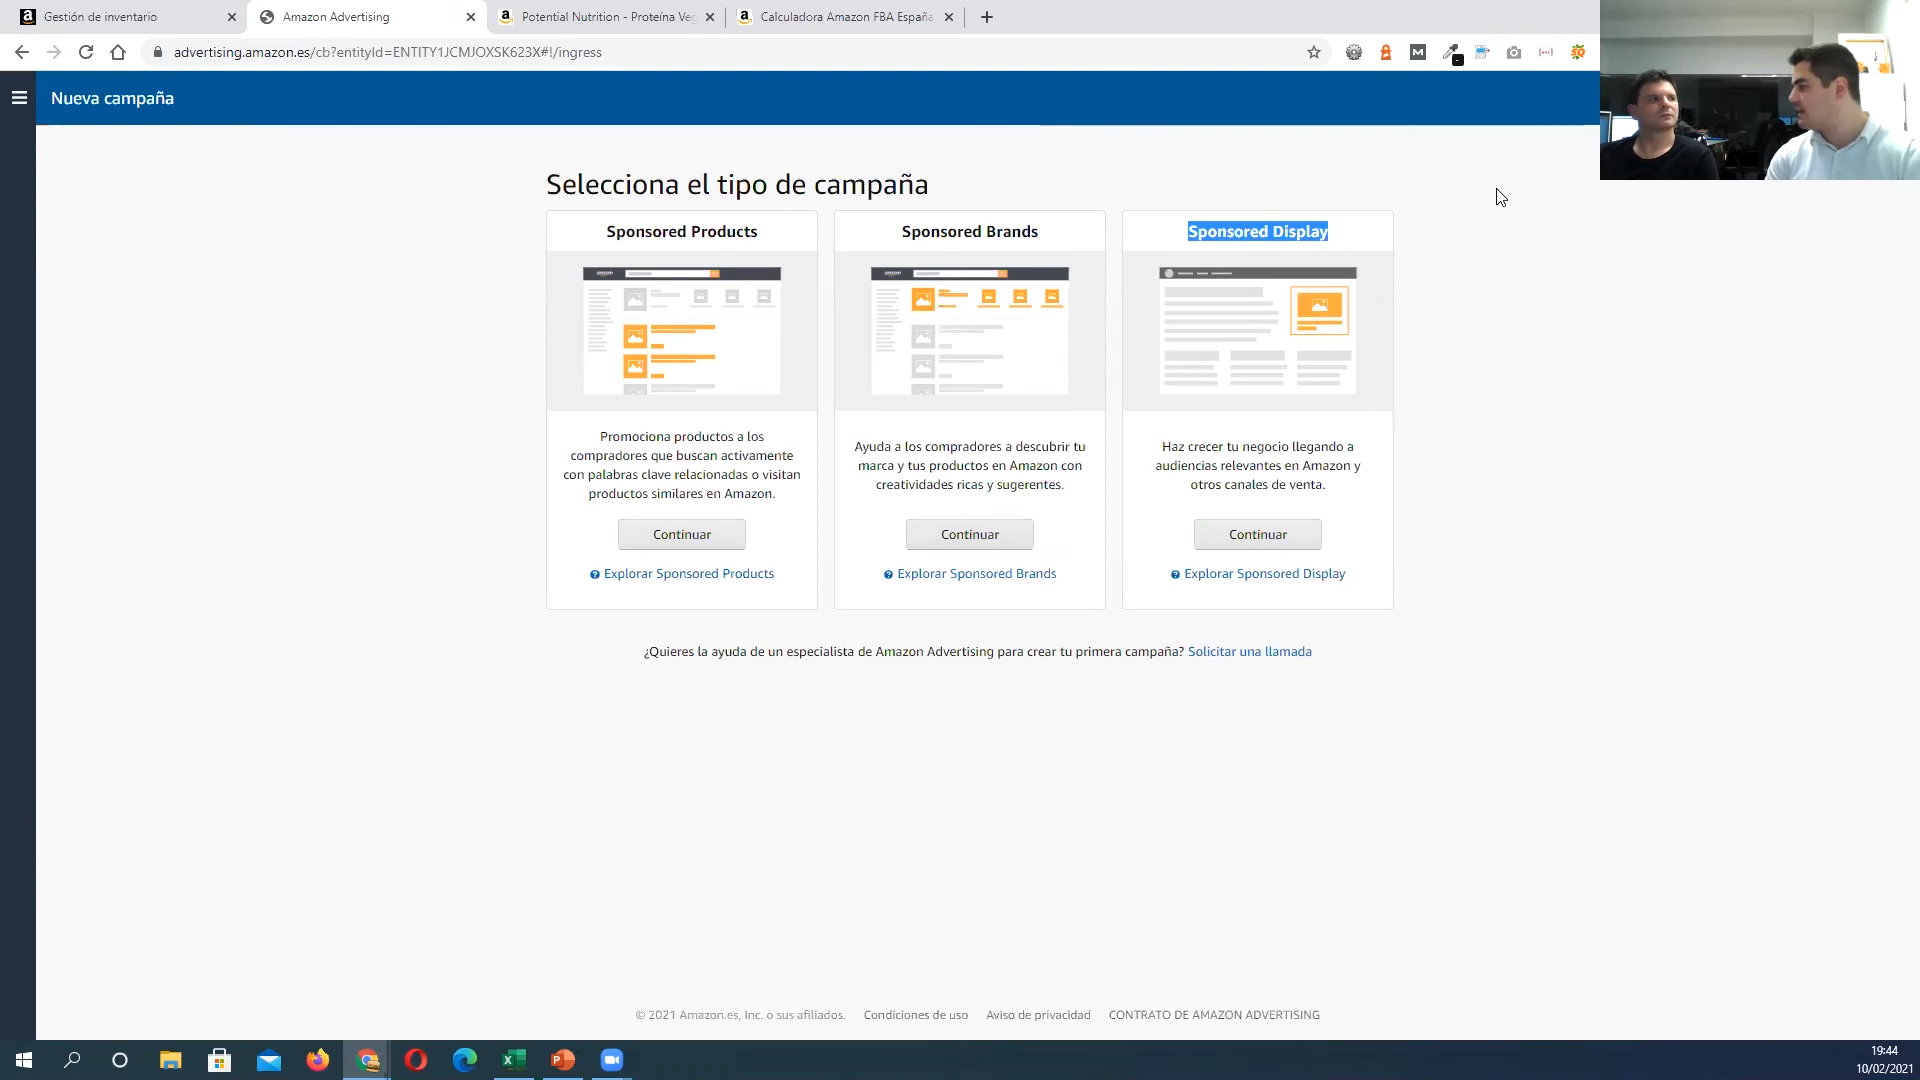 Gestión de inventario
Amazon Advertising
Potential Nutrition - Proteína Veg
Calculadora Amazon FBA España
advertising.amazon.es/cb?entityId=ENTITY1JCMJOXSK623X#!/ingress
Nueva campaña
Selecciona el tipo de campaña
Sponsored Products
Promociona productos a los
compradores que buscan activamente
con palabras clave relacionadas o visitan
productos similares en Amazon.
Continuar
Explorar Sponsored Products
Sponsored Brands
Ayuda a los compradores a descubrir tu
marca y tus productos en Amazon con
creatividades ricas y sugerentes.
Continuar
Explorar Sponsored Brands
Sponsored Display
Haz crecer tu negocio llegando a
audiencias relevantes en Amazon y
otros canales de venta.
Continuar
Explorar Sponsored Display
¿Quieres la ayuda de un especialista de Amazon Advertising para crear tu primera campaña? Solicitar una llamada
© 2021 Amazon.es, Inc. o sus afiliados. Condiciones de uso Aviso de privacidad CONTRATO DE AMAZON ADVERTISING
19:44
10/02/2021